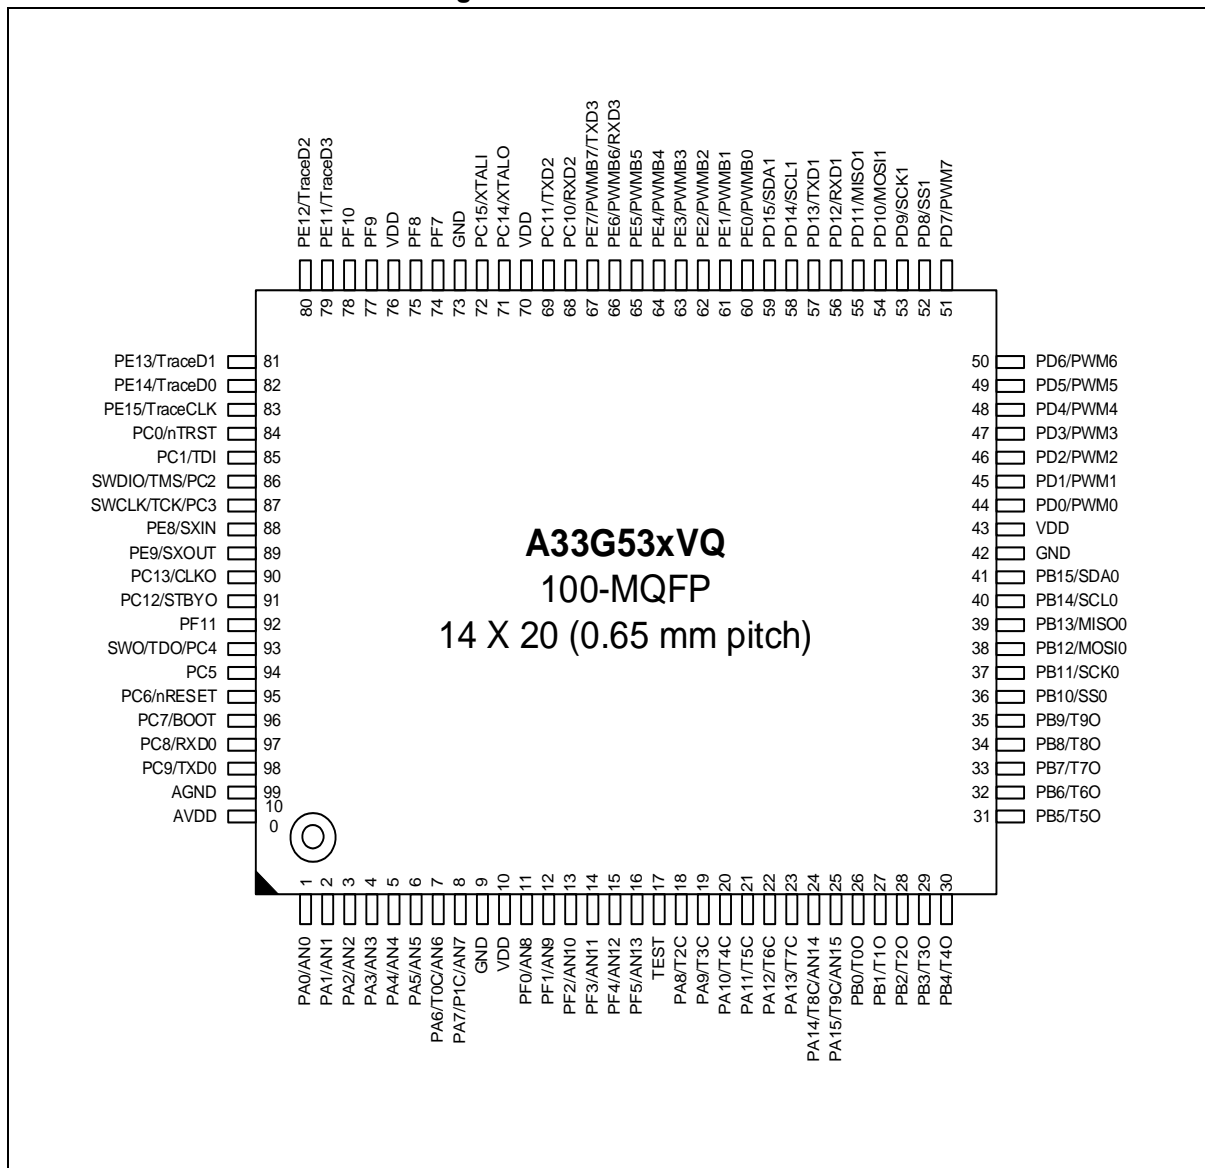 PE12/TraceD2
PE11/TraceD3
PF10
PF9
VDD
PF8
PF7
GND
PC15/XTALI
PC14/XTALO
VDD
PC11/TXD2
PC10/RXD2
PE7/PWMB7/TXD3
PE6/PWMB6/RXD3
PE5/PWMB5
PE4/PWMB4
PE3/PWMB3
PE2/PWMB2
PE1/PWMB1
PE0/PWMB0
PD15/SDA1
PD14/SCL1
PD13/TXD1
PD12/RXD1
PD11/MISO1
PD10/MOSI1
PD9/SCK1
PD8/SS1
PD7/PWM7
80
79
78
77
76
75
74
73
72
71
70
69
68
67
66
65
64
63
62
61
60
59
58
57
56
55
54
53
52
51
PE13/TraceD1 81
PE14/TraceD0 82
PE15/TraceCLK 83
PC0/nTRST 84
PC1/TDI 85
SWDIO/TMS/PC2 86
SWCLK/TCK/PC3 87
PE8/SXIN 88
PE9/SXOUT 89
PC13/CLKO 90
PC12/STBYO 91
PF11 92
SWO/TDO/PC4 93
PC5 94
PC6/nRESET 95
PC7/BOOT 96
PC8/RXD0 97
PC9/TXD0 98
AGND 99
AVDD 10
0
A33G53xVQ
100-MQFP
14 X 20 (0.65 mm pitch)
50 PD6/PWM6
49 PD5/PWM5
48 PD4/PWM4
47 PD3/PWM3
46 PD2/PWM2
45 PD1/PWM1
44 PD0/PWM0
43 VDD
42 GND
41 PB15/SDA0
40 PB14/SCL0
39 PB13/MISO0
38 PB12/MOSI0
37 PB11/SCK0
36 PB10/SS0
35 PB9/T9O
34 PB8/T8O
33 PB7/T7O
32 PB6/T6O
31 PB5/T5O
1
2
3
4
5
6
7
8
9
10
11
12
13
14
15
16
17
18
19
20
21
22
23
24
25
26
27
28
29
30
PA0/AN0
PA1/AN1
PA2/AN2
PA3/AN3
PA4/AN4
PA5/AN5
PA6/T0C/AN6
PA7/P1C/AN7
GND
VDD
PF0/AN8
PF1/AN9
PF2/AN10
PF3/AN11
PF4/AN12
PF5/AN13
TEST
PA8/T2C
PA9/T3C
PA10/T4C
PA11/T5C
PA12/T6C
PA13/T7C
PA14/T8C/AN14
PA15/T9C/AN15
PB0/T0O
PB1/T1O
PB2/T2O
PB3/T3O
PB4/T4O